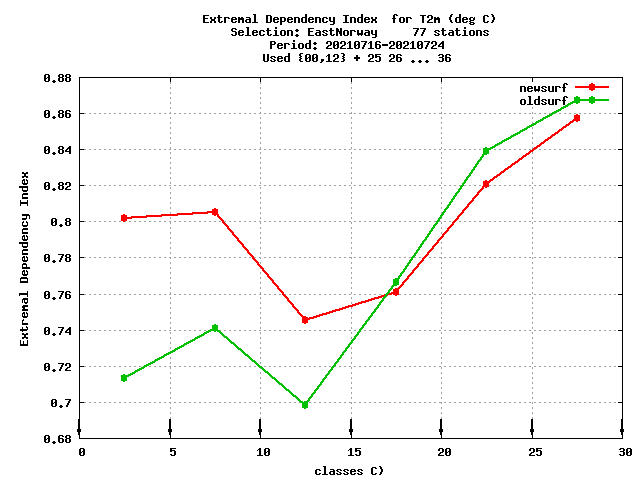 Extremal Dependency Index  for T2m (deg C)
Selection: EastNorway     77 stations
Period: 20210716-20210724
Used {00,12} + 25 26 ... 36
0.88
newsurf
oldsurf
0.86
0.84
0.82
0.8
0.78
0.76
0.74
0.72
0.7
0.68
Extremal Dependency Index
0 5 10 15 20 25 30
classes C)